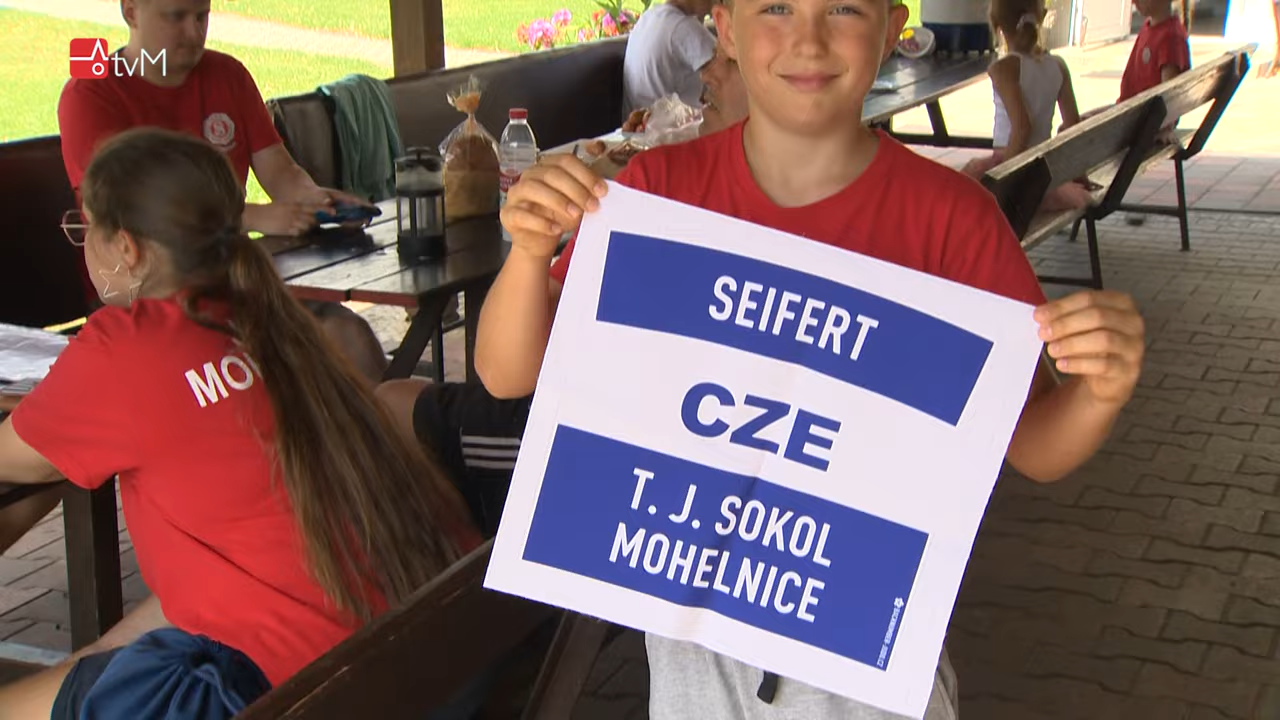 tvM
MO
SEIFERT
CZE
T. J. SOKOL
MOHELNICE